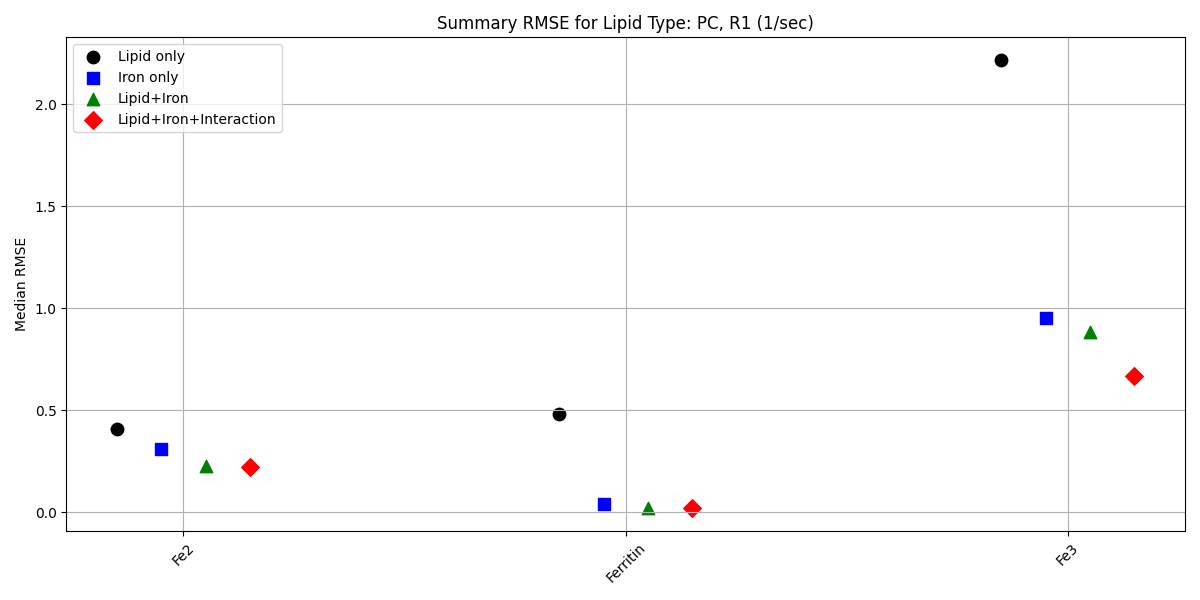 Summary RMSE for Lipid Type: PC, R1 (1/sec)
Lipid only
Iron only
Lipid+Iron
Lipid+Iron+Interaction
Median RMSE
2.0
1.5
1.0
0.5
0.0
Fe2
Ferritin
Fe3